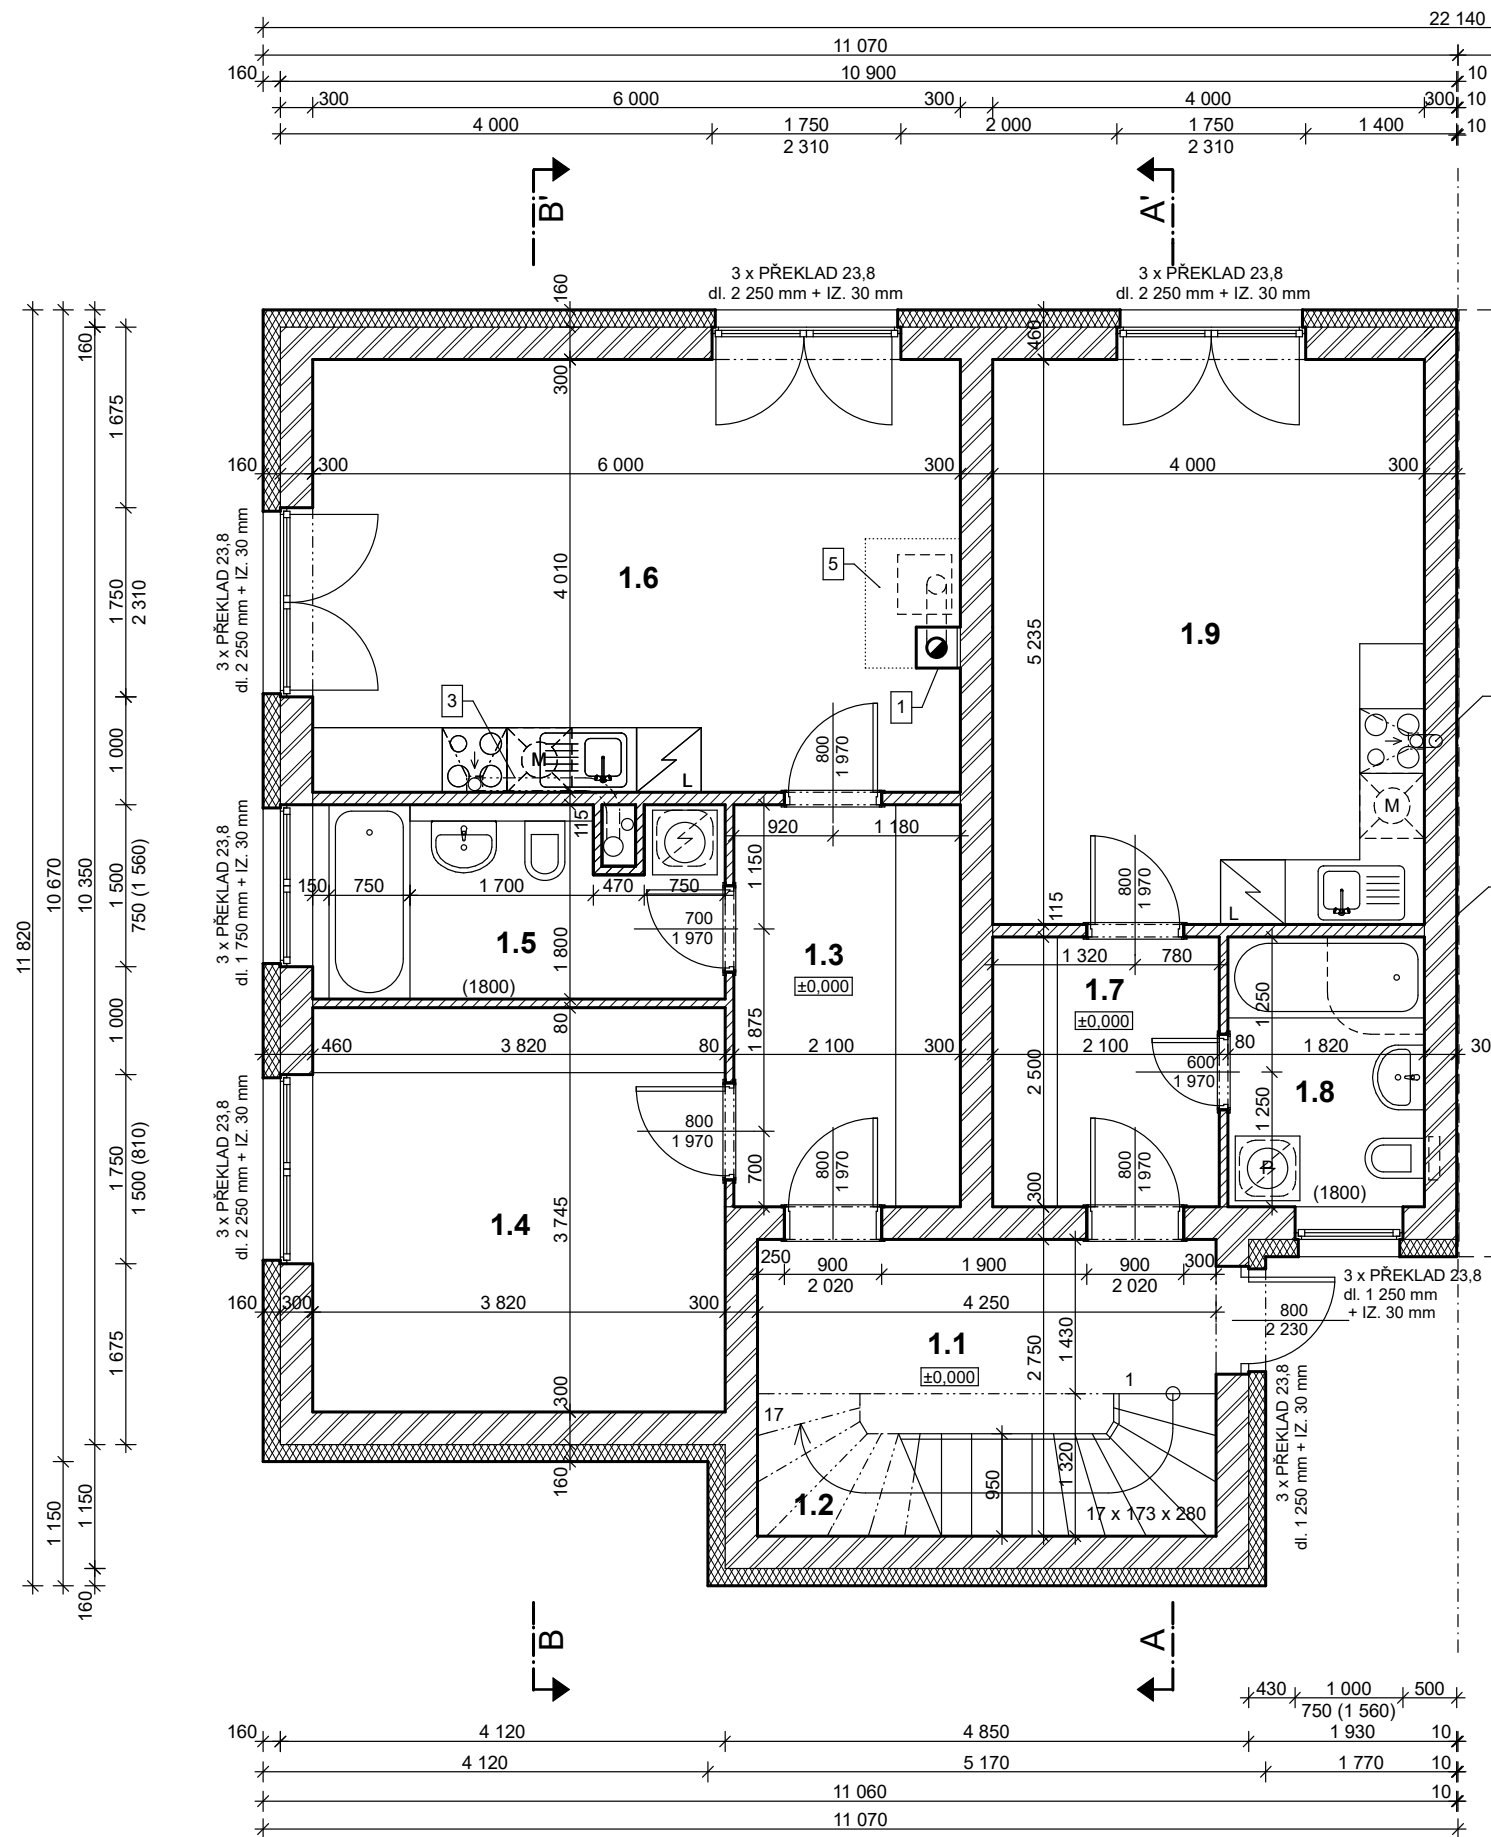 22 140
11 070
160 10 900 10
300 6 000 300 4 000 300 10
4 000 1 750 2 000 1 750 1 400 10
2 310 2 310
B' A'
3 x PŘEKLAD 23,8
dl. 2 250 mm + IZ. 30 mm
3 x PŘEKLAD 23,8
dl. 2 250 mm + IZ. 30 mm
160
460
300
160 300 6 000 300 4 000 300
11 820
10 670
10 350
1 150
160
1 150
160
1 675
1 750
2 310
1 000
1 500
750 (1 560)
1 000
1 750
1 500 (810)
1 675
3 x PŘEKLAD 23,8
dl. 2 250 mm + IZ. 30 mm
3 x PŘEKLAD 23,8
dl. 1 750 mm + IZ. 30 mm
3 x PŘEKLAD 23,8
dl. 2 250 mm + IZ. 30 mm
4 010
1.6
5
1
3
M
L
800
1 970
5 235
1.9
M
L
800
1 970
115
115
920 1 180
1 150
150 750 1 700 470 750
700
1 970
1.5
1 800
(1800)
80
1.3
±0,000
1 875
1 320 780
1.7
±0,000
1 250
460 3 820 80 2 100 300 2 100 80 1 820 30
2 500
600
1 970
1.8
1 250
P
(1800)
800
1 970
700
800
1 970
300
800
1 970
1.4
3 745
250 900 1 900 900 300
2 020 2 020
160 300 3 820 300 4 250
800
2 230
3 x PŘEKLAD 23,8
dl. 1 250 mm
+ IZ. 30 mm
1.1
±0,000
2 750
1 430
1
17
300
160
1.2
950
1 320
17 x 173 x 280
3 x PŘEKLAD 23,8
dl. 1 250 mm + IZ. 30 mm
B A
430 1 000 500
750 (1 560)
160 4 120 4 850 1 930 10
4 120 5 170 1 770 10
11 060 10
11 070